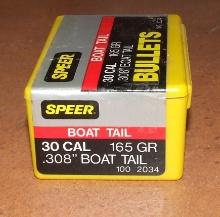 SPEER
BOAT TAIL
30 CAL 165 GR
.308" BOAT TAIL
BULLETS
SPEER
BOAT TAIL
30 CAL 165 GR
.308" BOAT TAIL
100 2034